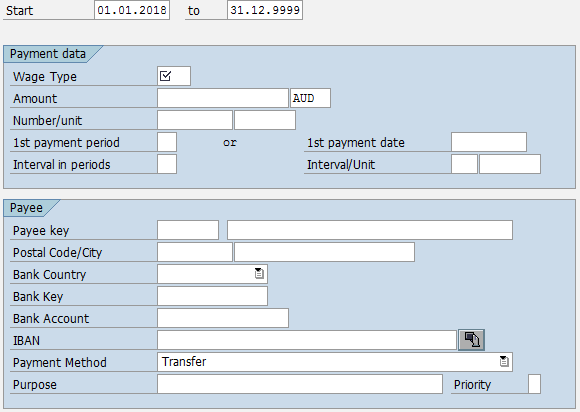 Start 01.01.2018 to 31.12.9999
Payment data
Wage Type
Amount AUD
Number/unit
1st payment period or 1st payment date
Interval in periods Interval/Unit
Payee
Payee key
Postal Code/City
Bank Country
Bank Key
Bank Account
IBAN
Payment Method Transfer
Purpose Priority